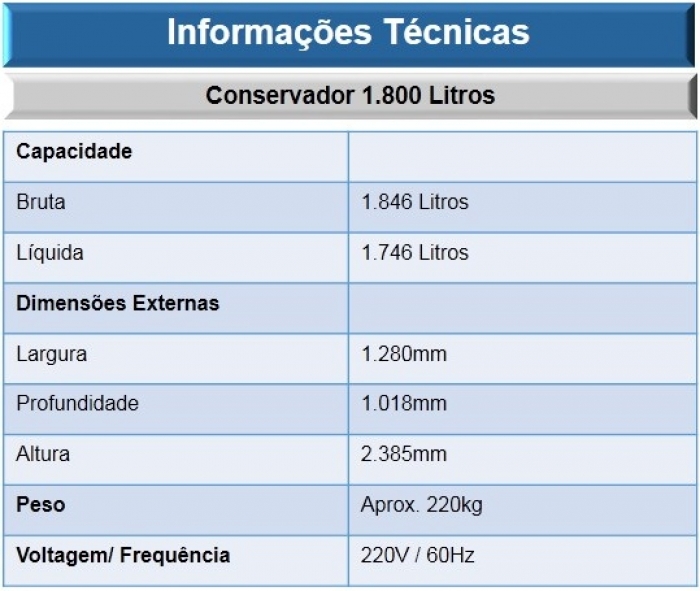 Informações Técnicas
Conservador 1.800 Litros
Capacidade
Bruta 1.846 Litros
Líquida 1.746 Litros
Dimensões Externas
Largura 1.280mm
Profundidade 1.018mm
Altura 2.385mm
Peso Aprox. 220kg
Voltagem/ Frequência 220V / 60Hz